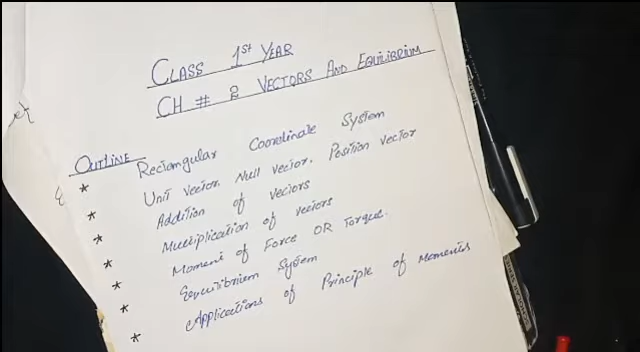 CLASS 1st YEAR
CH # 2 VECTORS AND EQUILIBRIUM
OUTLINE
* Rectangular Coordinate System
* Unit vector, Null vector, Position vector
* Addition of vectors
* Multiplication of vectors
* Moment of Force OR Torque.
* Equilibrium System
* Applications of Principle of Moments